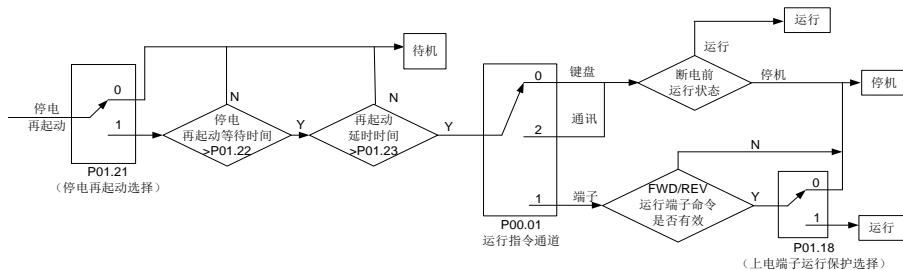 停电
再起动
0
1
P01.21
（停电再起动选择）
待机
N
停电
再起动等待时间
>P01.22
Y
N
再起动
延时时间
>P01.23
Y
0
2
1
P00.01
运行指令通道
键盘
通讯
端子
断电前
运行状态
运行
运行
停机
停机
N
FWD/REV
运行端子命令
是否有效
Y
0
1
P01.18
（上电端子运行保护选择）
运行